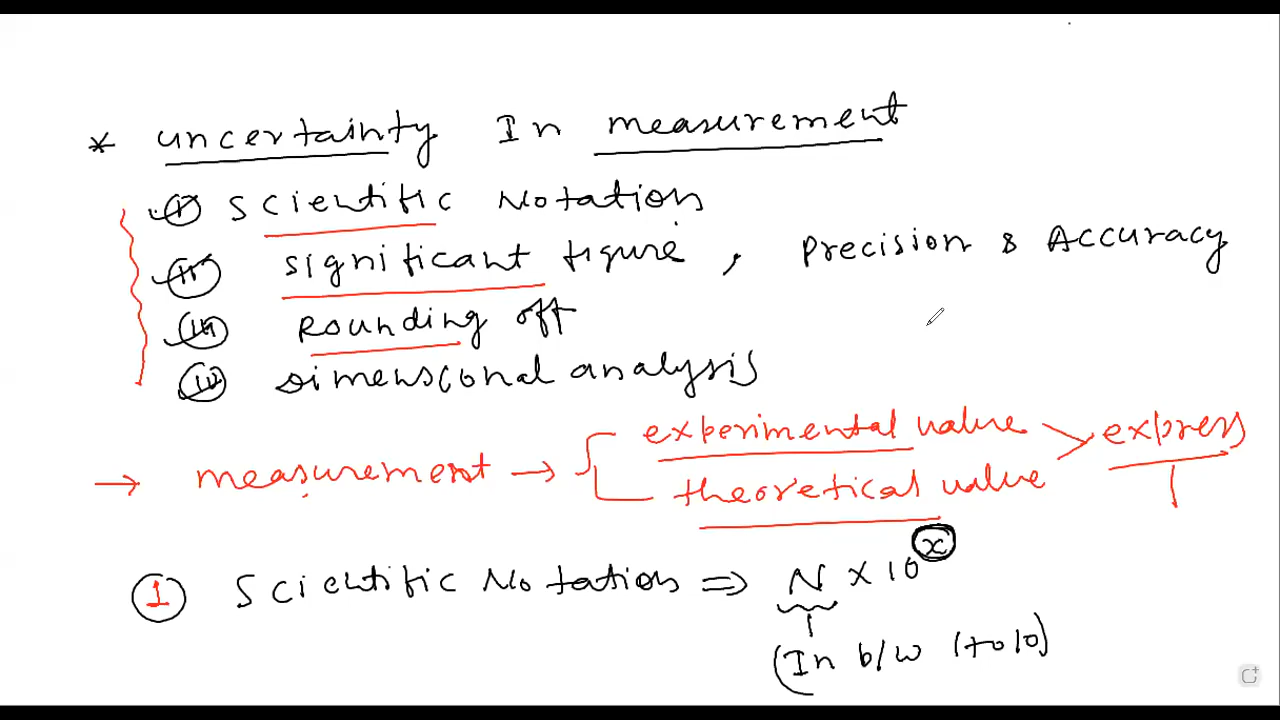 * uncertainty In measurement
(i) Scientific Notation
(ii) significant figure, Precision & Accuracy
(iii) Rounding off
(iv) Dimensional analysis
→ measurement → { experimental value > express
theoretical value
1 Scientific Notation ⇒ N × 10^x
(In b/w 1 to 10)